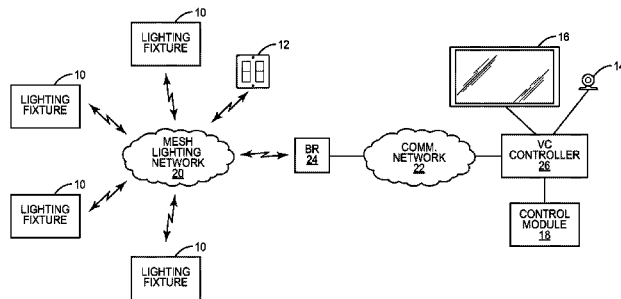 10
LIGHTING
FIXTURE
12
16
14
10
LIGHTING
FIXTURE
MESH
LIGHTING
NETWORK
20
BR
24
COMM.
NETWORK
22
VC
CONTROLLER
26
10
LIGHTING
FIXTURE
CONTROL
MODULE
18
10
LIGHTING
FIXTURE